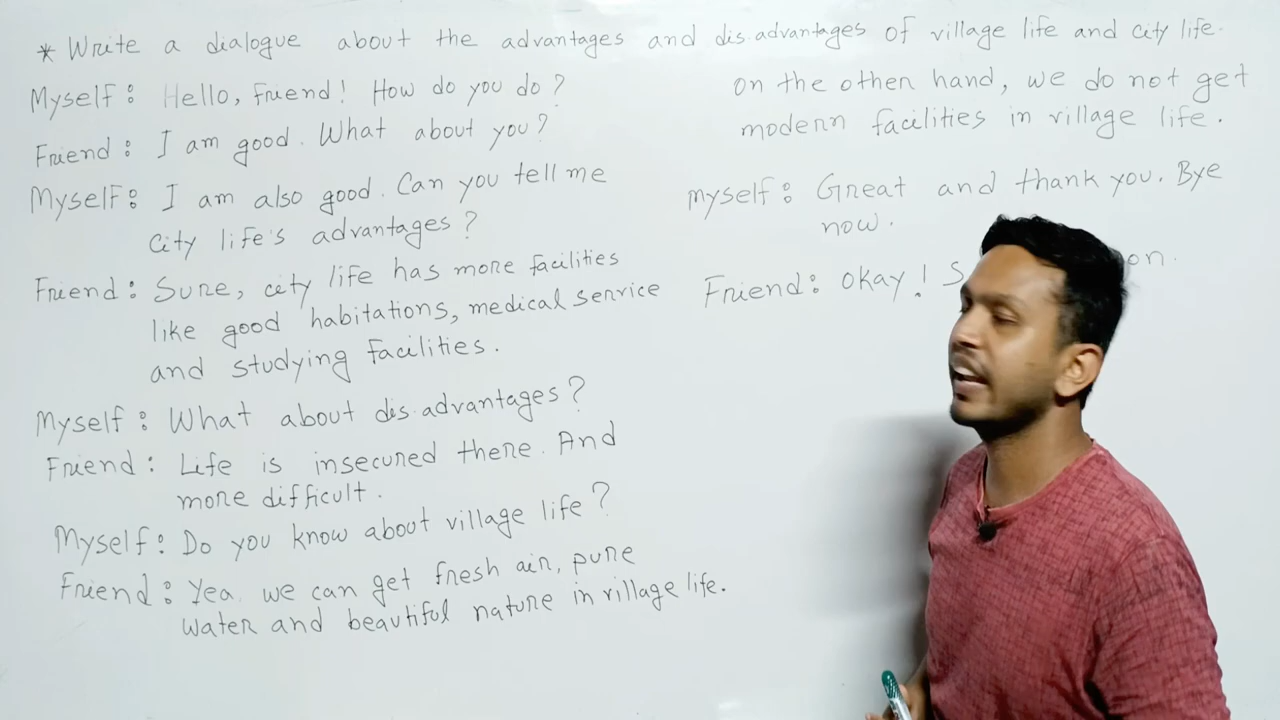 * Write a dialogue about the advantages and dis.advantages of village life and city life.
Myself: Hello, friend! How do you do?
Friend: I am good. What about you?
Myself: I am also good. Can you tell me
city life's advantages?
Friend: Sure, city life has more facilities
like good habitations, medical service
and studying facilities.
Myself: What about dis.advantages?
Friend: Life is insecured there. And
more difficult.
Myself: Do you know about village life?
Friend: Yea. we can get fresh air, pure
water and beautiful nature in village life.
on the other hand, we do not get
modern facilities in village life.
myself: Great and thank you. Bye
now.
Friend: okay!